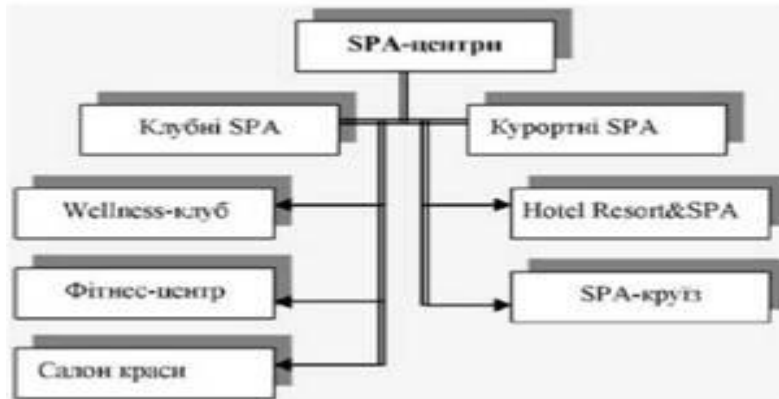 SPA-центри
Клубні SPA
Курортні SPA
Wellness-клуб
Hotel Resort&SPA
Фітнес-центр
SPA-круїз
Салон краси